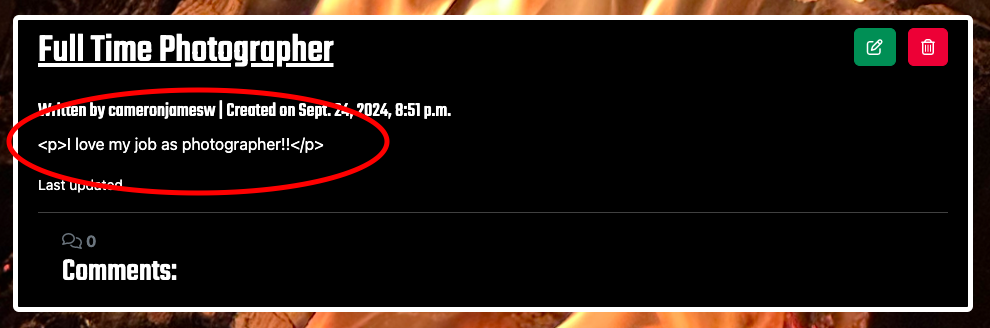 Full Time Photographer
Written by cameronjamesw | Created on Sept. 24, 2024, 8:51 p.m.
<p>I love my job as photographer!!</p>
Last updated
0
Comments: